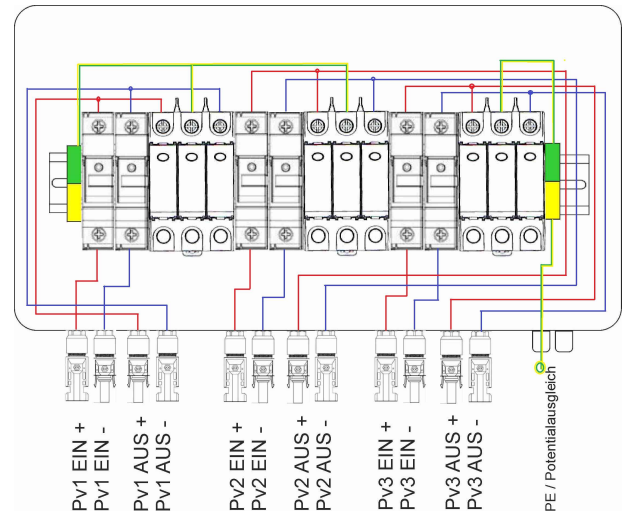 Pv1 EIN +
Pv1 EIN -
Pv1 AUS +
Pv1 AUS -
Pv2 EIN +
Pv2 EIN -
Pv2 AUS +
Pv2 AUS -
Pv3 EIN +
Pv3 EIN -
Pv3 AUS +
Pv3 AUS -
PE / Potentialausgleich